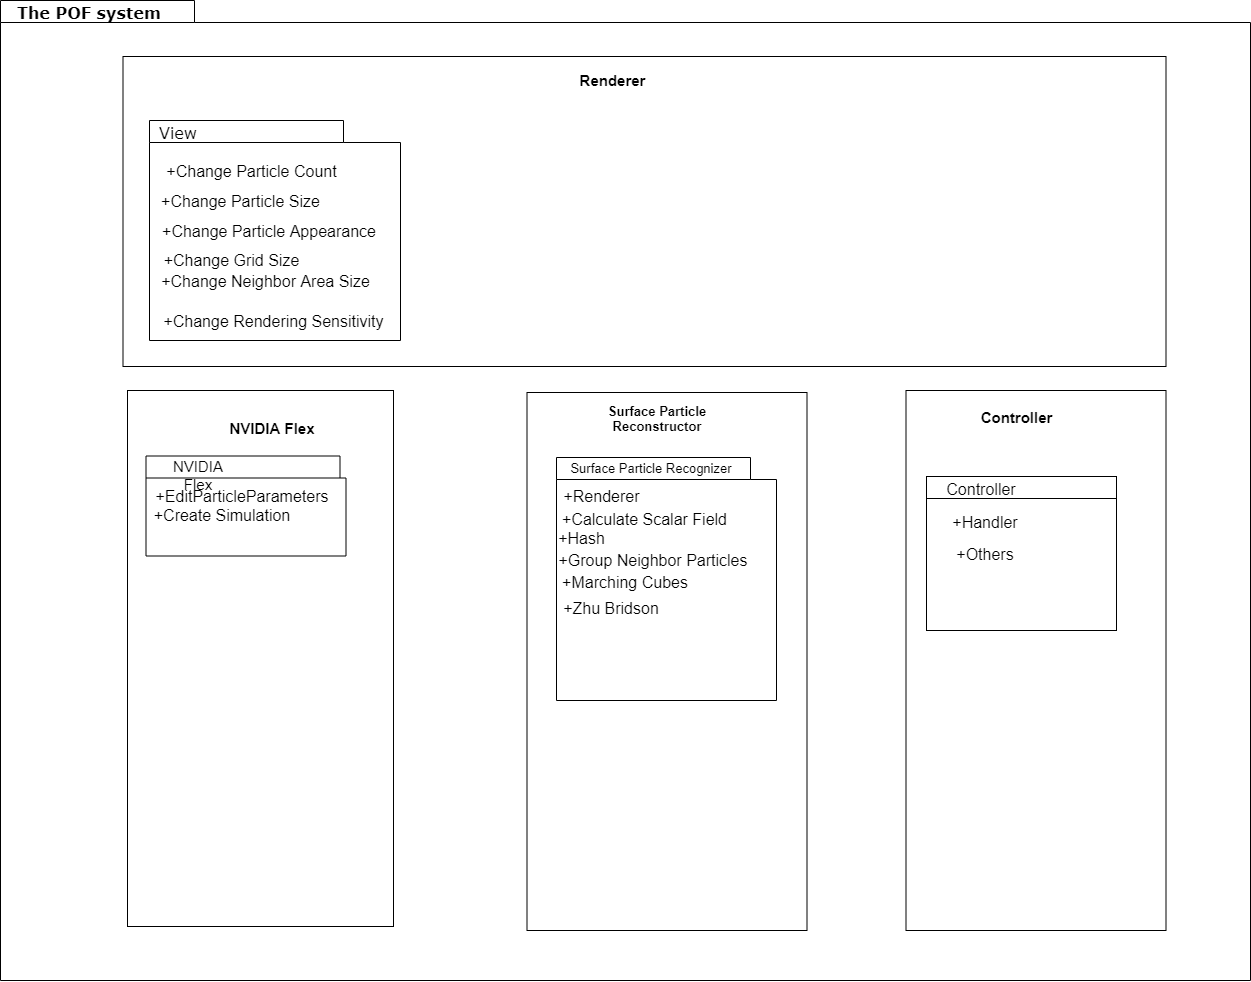 The POF system
Renderer
View
+Change Particle Count
+Change Particle Size
+Change Particle Appearance
+Change Grid Size
+Change Neighbor Area Size
+Change Rendering Sensitivity
NVIDIA Flex
NVIDIA
Flex
+EditParticleParameters
+Create Simulation
Surface Particle
Reconstructor
Surface Particle Recognizer
+Renderer
+Calculate Scalar Field
+Hash
+Group Neighbor Particles
+Marching Cubes
+Zhu Bridson
Controller
Controller
+Handler
+Others